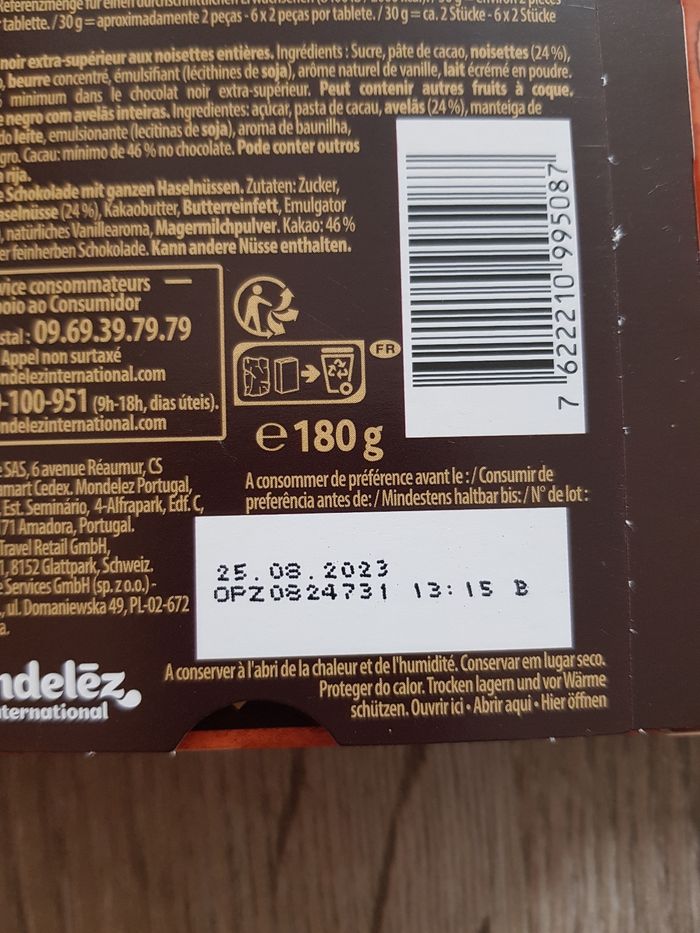 tablette. / 30 g = aproximadamente 2 peças - 6 x 2 peças por tablete. / 30 g = ca. 2 Stücke - 6 x 2 Stücke
noir extra-supérieur aux noisettes entières. Ingrédients : Sucre, pâte de cacao, noisettes (24 %),
, beurre concentré, émulsifiant (lécithines de soja), arôme naturel de vanille, lait écrémé en poudre.
minimum dans le chocolat noir extra-supérieur. Peut contenir autres fruits à coque.
negro com avelãs inteiras. Ingredientes: açúcar, pasta de cacau, avelãs (24 %), manteiga de
do leite, emulsionante (lecitinas de soja), aroma de baunilha,
gro. Cacau: mínimo de 46 % no chocolate. Pode conter outros
rija.
Schokolade mit ganzen Haselnüssen. Zutaten: Zucker,
aselnüsse (24 %), Kakaobutter, Butterreinfett, Emulgator
, natürliches Vanillearoma, Magermilchpulver. Kakao: 46 %
er feinherben Schokolade. Kann andere Nüsse enthalten.
vice consommateurs
poio ao Consumidor
stal : 09.69.39.79.79
Appel non surtaxé
ndelezinternational.com
-100-951 (9h-18h, dias úteis).
ndelezinternational.com
FR
℮ 180 g
7 622210 995087
SAS, 6 avenue Réaumur, CS
amart Cedex. Mondelez Portugal,
Est. Seminário, 4-Alfrapark, Edf. C,
171 Amadora, Portugal.
Travel Retail GmbH,
1, 8152 Glattpark, Schweiz.
Services GmbH (sp. z o.o.) -
, ul. Domaniewska 49, PL-02-672
a.
A consommer de préférence avant le : / Consumir de
preferência antes de: / Mindestens haltbar bis: / N° de lot :
25.08.2023
OPZ0824731 13:15 B
ndelēz,
nternational
A conserver à l'abri de la chaleur et de l'humidité. Conservar em lugar seco.
Proteger do calor. Trocken lagern und vor Wärme
schützen. Ouvrir ici • Abrir aqui • Hier öffnen